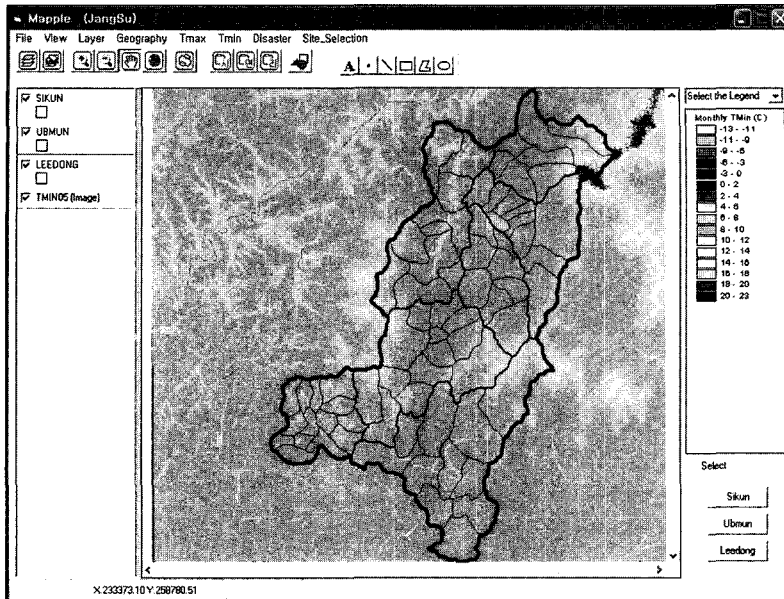 Mapple (JangSu)
File View Layer Geography Tmax Tmin Disaster Site_Selection
A
SIKUN
UBMUN
LEEDONG
TMIN05 (Image)
Select the Legend
Monthly TMin (C)
-13 - -11
-11 - -9
-9 - -6
-6 - -3
-3 - 0
0 - 2
2 - 4
4 - 6
6 - 8
8 - 10
10 - 12
12 - 14
14 - 16
16 - 18
18 - 20
20 - 23
Select
Sikun
Ubmun
Leedong
X:233373.10 Y:258780.51